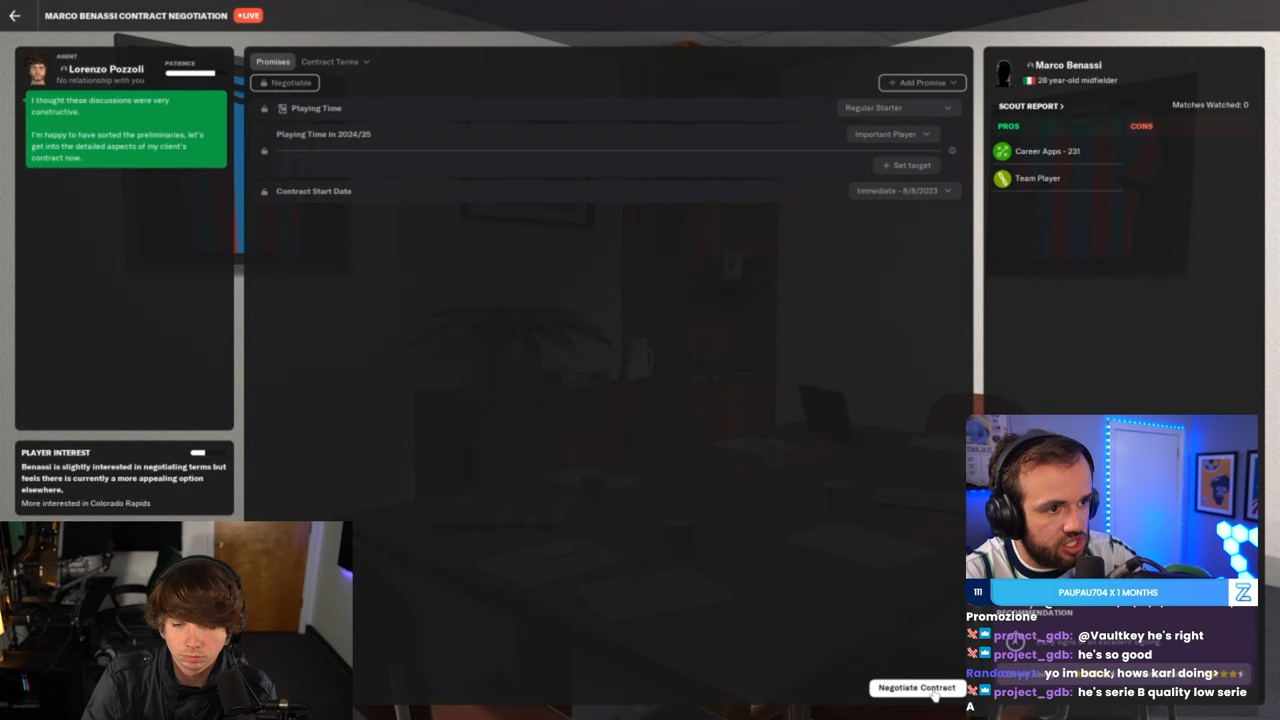 MARCO BENASSI CONTRACT NEGOTIATION
LIVE
AGENT
Lorenzo Pozzoli
No relationship with you
PATIENCE
I thought these discussions were very
constructive.
I'm happy to have sorted the preliminaries, let's
get into the detailed aspects of my client's
contract now.
PLAYER INTEREST
Benassi is slightly interested in negotiating terms but
feels there is currently a more appealing option
elsewhere.
More interested in Colorado Rapids
Promises
Contract Terms
Negotiable
+ Add Promise
Playing Time
Regular Starter
Playing Time in 2024/25
Important Player
+ Set target
Contract Start Date
Immediate - 8/8/2023
Negotiate Contract
Marco Benassi
28 year-old midfielder
SCOUT REPORT >
Matches Watched: 0
PROS
CONS
Career Apps - 231
Team Player
111
PAUPAU704 X 1 MONTHS
Z
RECOMMENDATION
Promozione
project_gdb: @Vaultkey he's right
project_gdb: he's so good
yo im back, hows karl doing?
project_gdb: he's serie B quality low serie
A